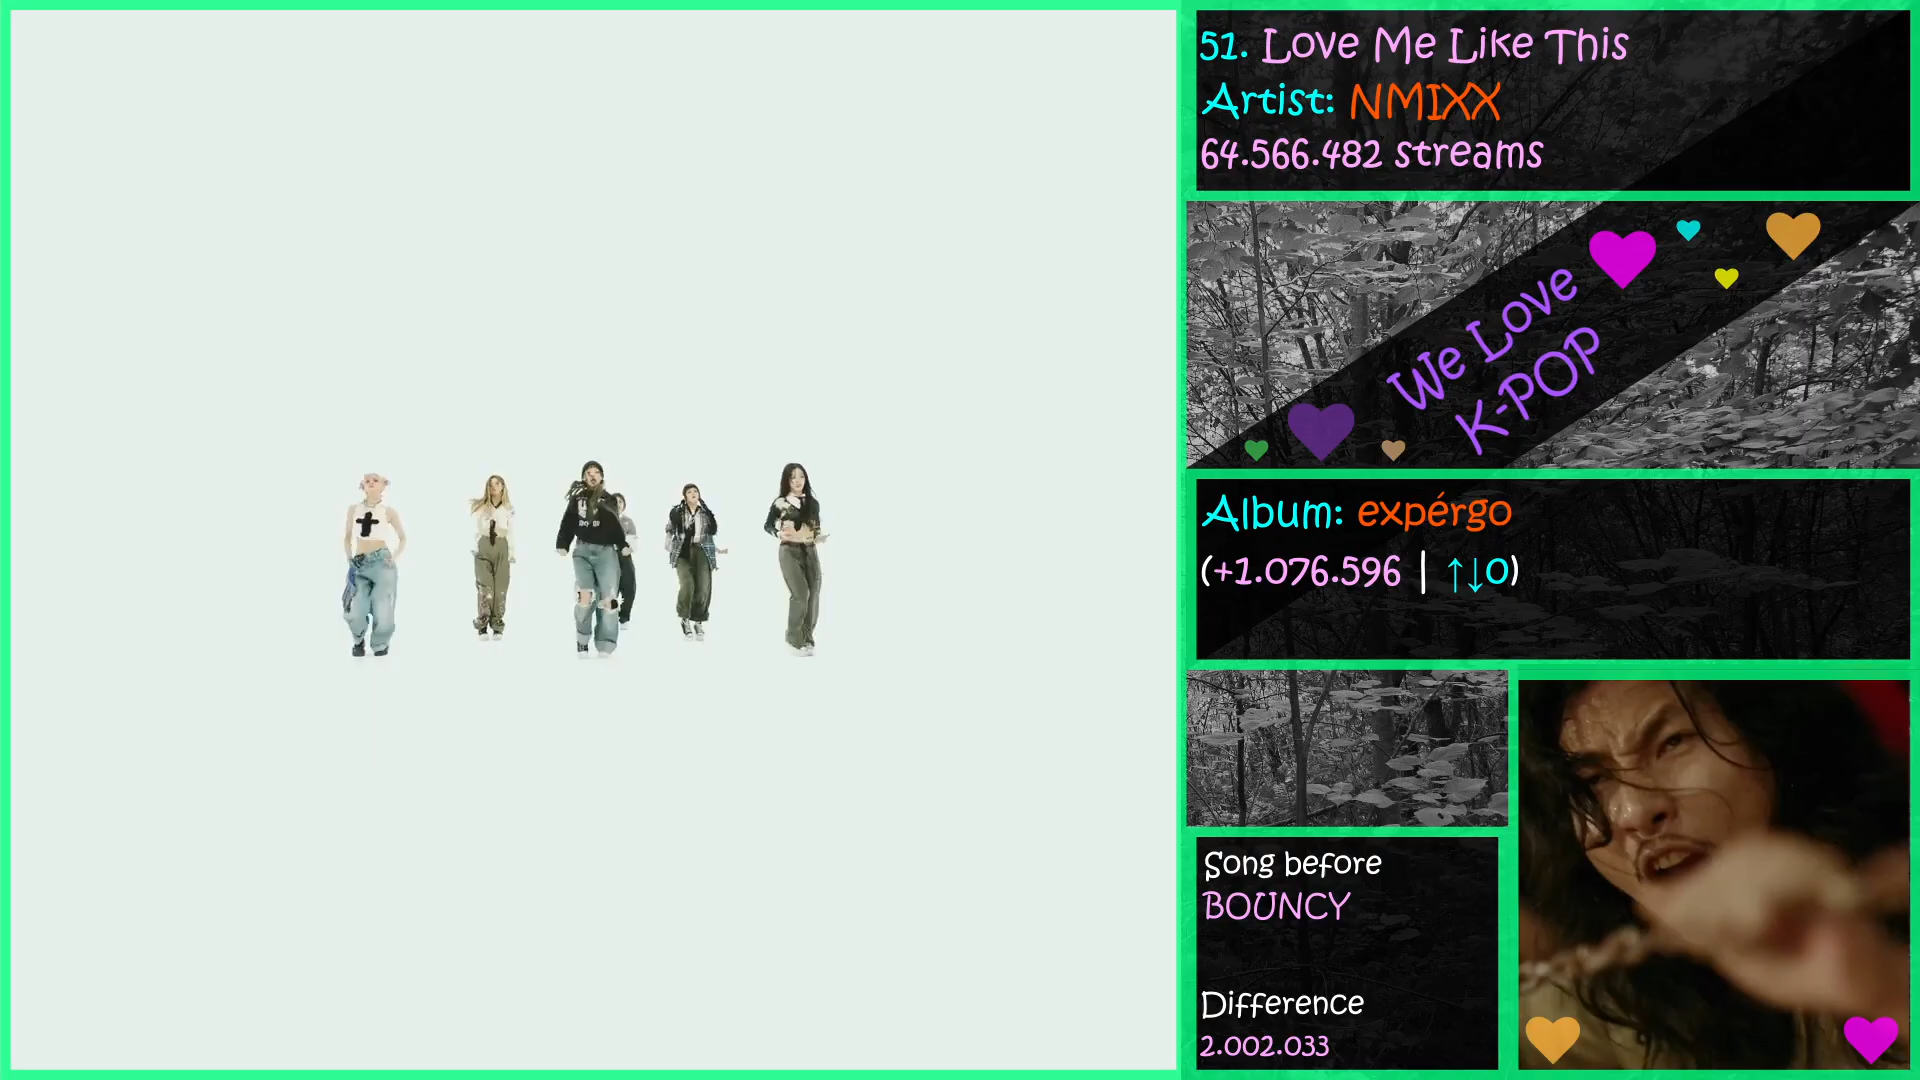 51. Love Me Like This
Artist: NMIXX
64.566.482 streams
We Love
K-POP
Album: expérgo
(+1.076.596 | ↑↓0)
Song before
BOUNCY
Difference
2.002.033